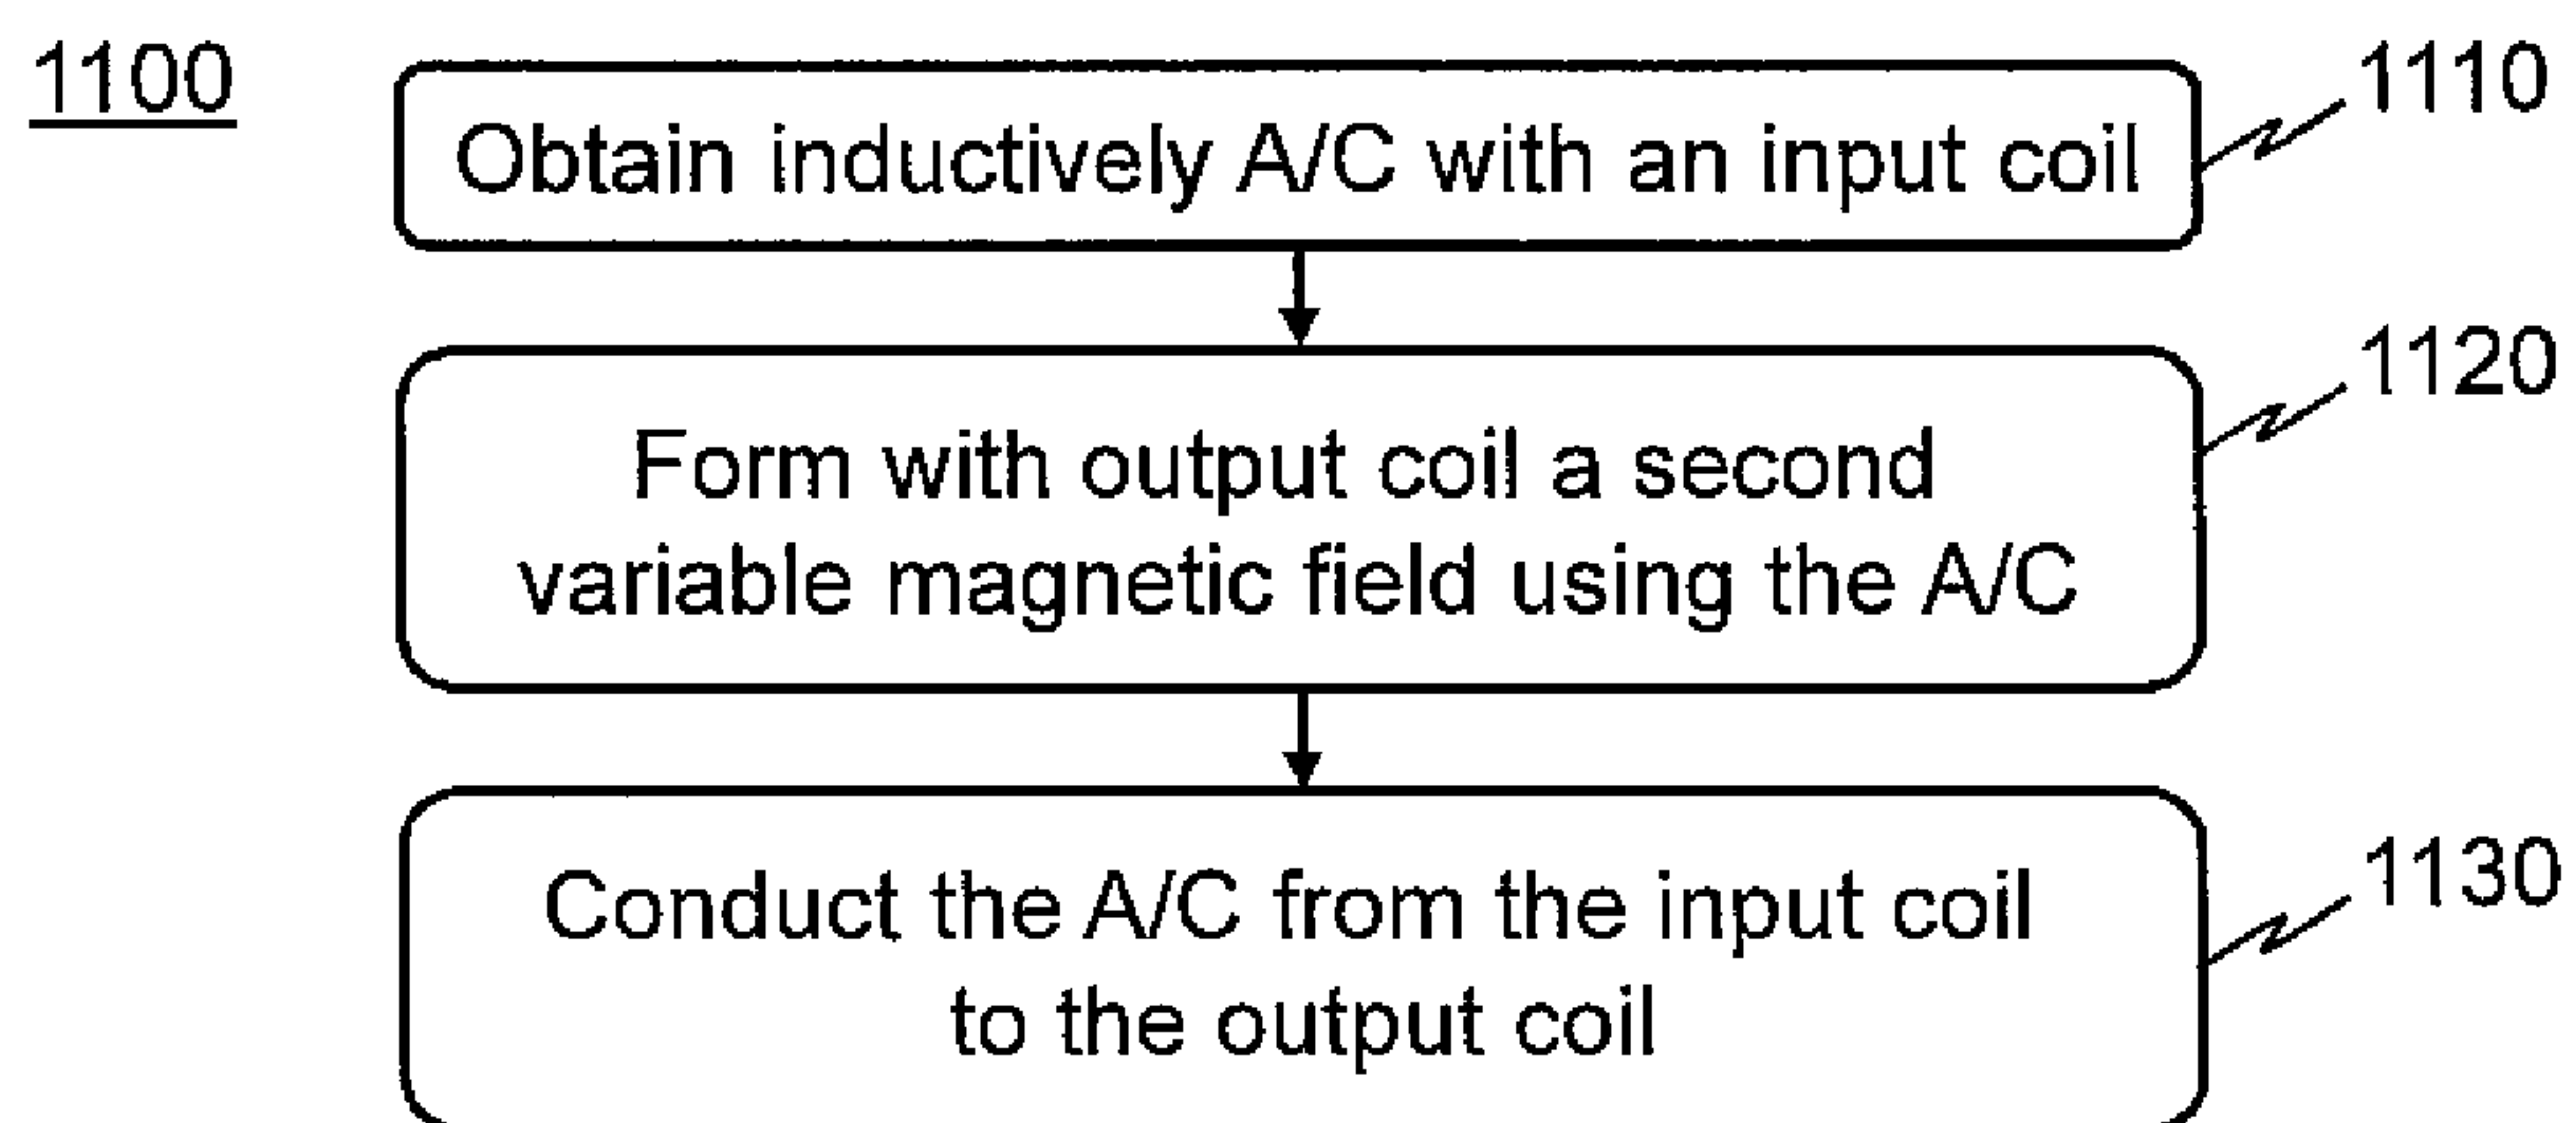 1100
Obtain inductively A/C with an input coil
1110
Form with output coil a second
variable magnetic field using the A/C
1120
Conduct the A/C from the input coil
to the output coil
1130